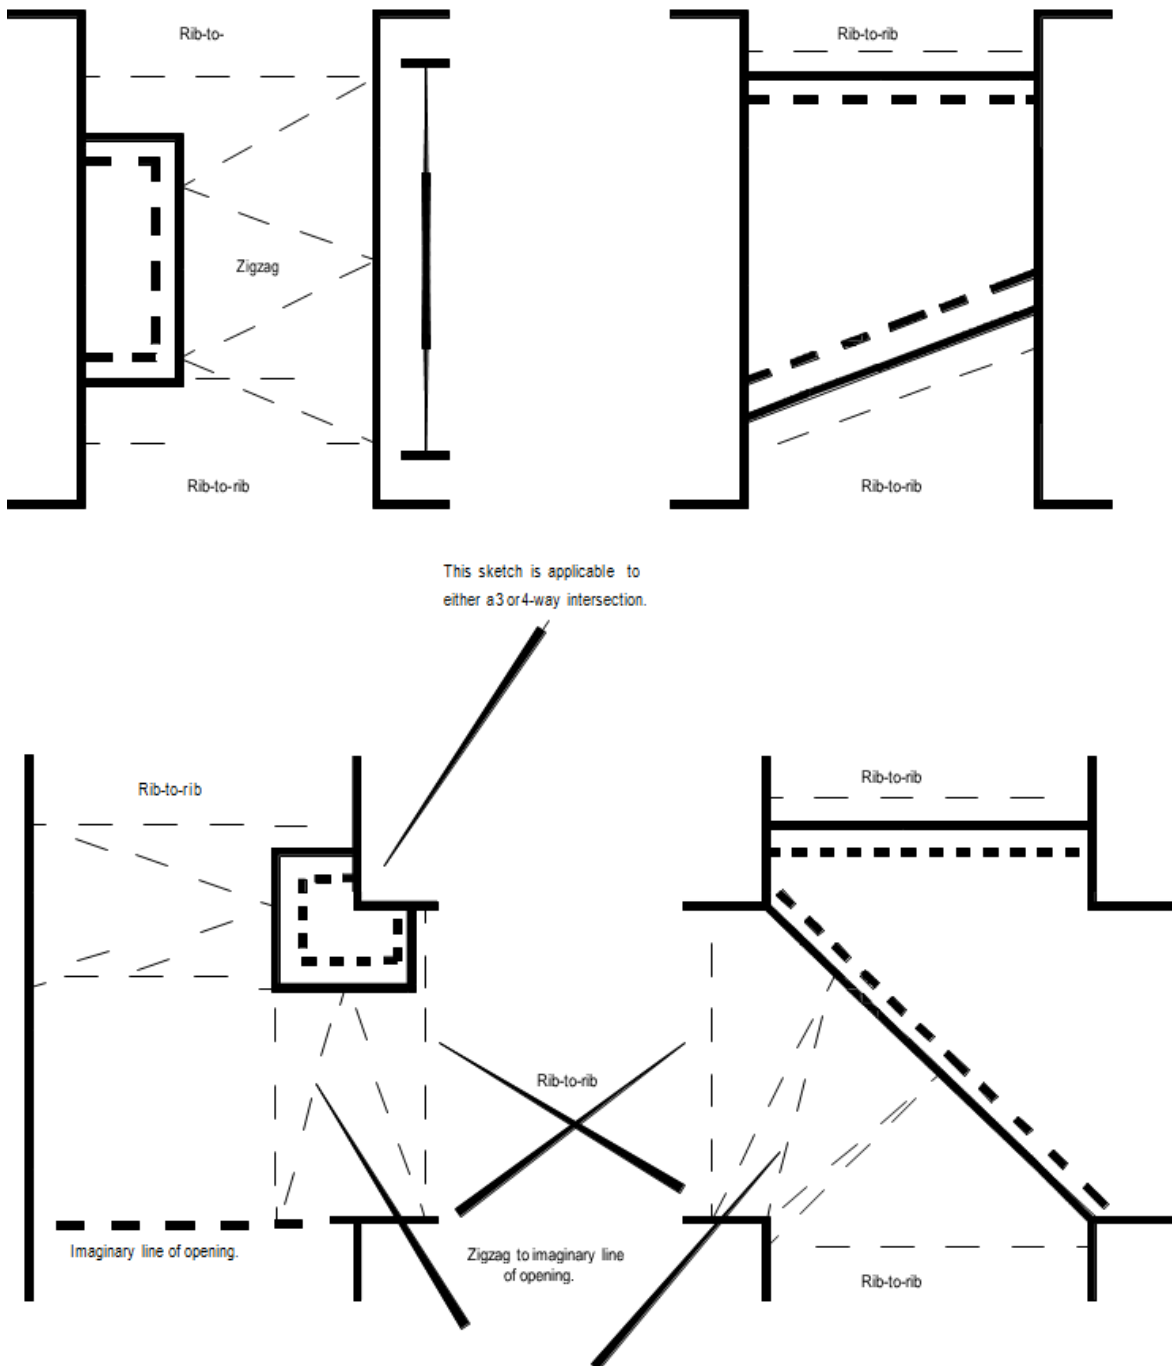 Rib-to-
Rib-to-rib
Zigzag
Rib-to-rib
Rib-to-rib
This sketch is applicable to
either a 3 or 4-way intersection.
Rib-to-rib
Rib-to-rib
Rib-to-rib
Imaginary line of opening.
Zigzag to imaginary line
of opening.
Rib-to-rib